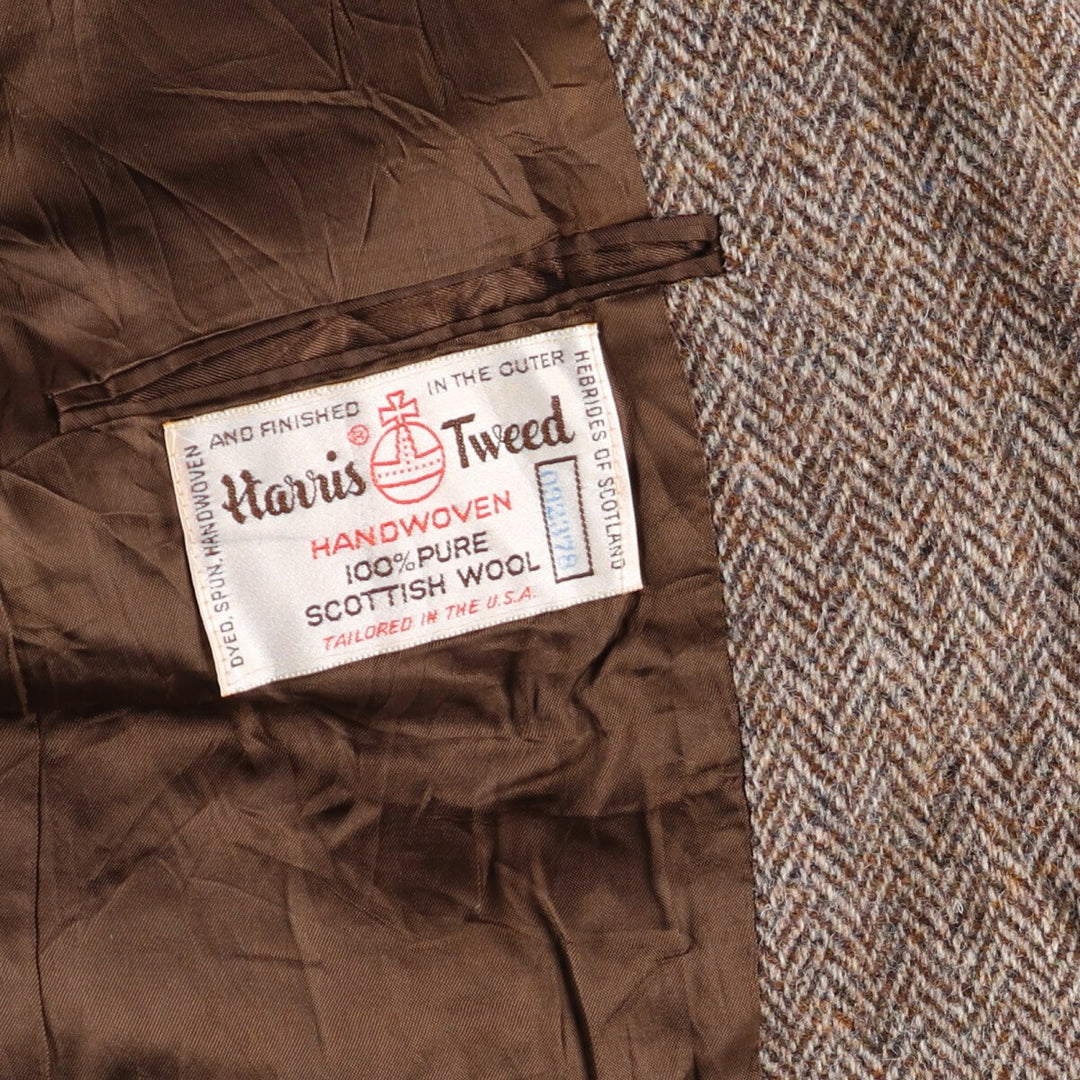 DYED, SPUN, HANDWOVEN
AND FINISHED
IN THE OUTER
HEBRIDES OF SCOTLAND
Harris ® Tweed
HANDWOVEN
100% PURE
SCOTTISH WOOL
TAILORED IN THE U.S.A.